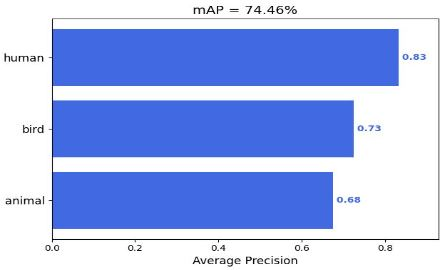 mAP = 74.46%
human
0.83
bird
0.73
animal
0.68
0.0 0.2 0.4 0.6 0.8
Average Precision